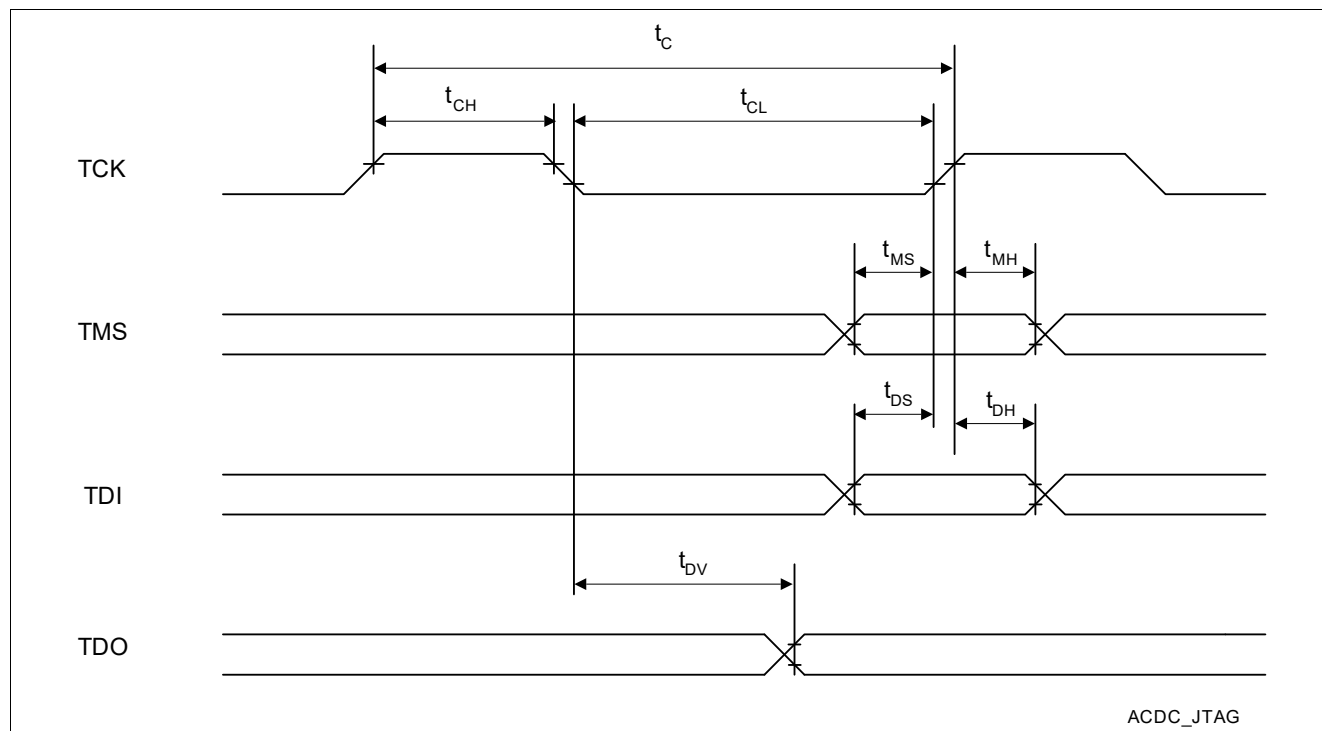 tC
tCH
tCL
TCK
tMS
tMH
TMS
tDS
tDH
TDI
tDV
TDO
ACDC_JTAG